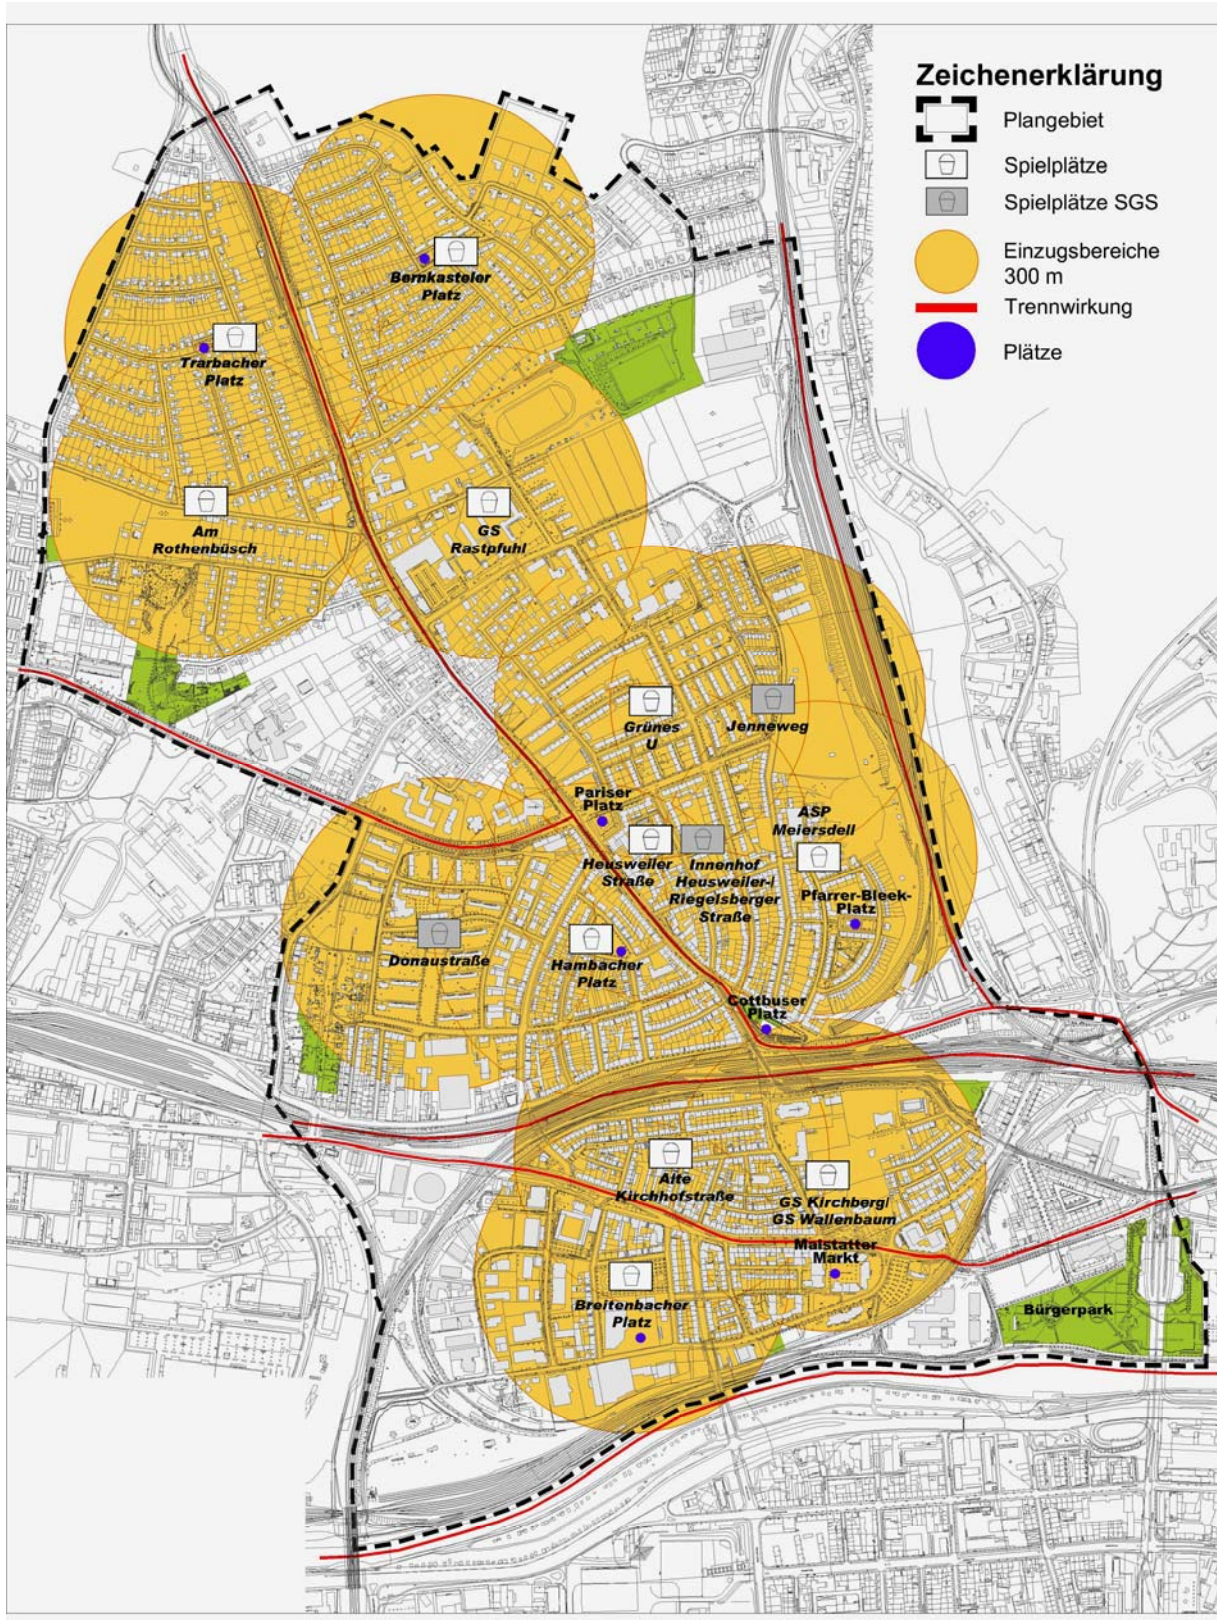 Zeichenerklärung
Plangebiet
Spielplätze
Spielplätze SGS
Einzugsbereiche
300 m
Trennwirkung
Plätze
Bernkasteler
Platz
Trarbacher
Platz
Am
Rothenbüsch
GS
Rastpfuhl
Grünes
U
Jenneweg
Pariser
Platz
ASP
Meiersdell
Heusweiler
Straße
Innenhof
Heusweiler-/
Riegelsberger
Straße
Pfarrer-Bleek-
Platz
Donaustraße
Hambacher
Platz
Cottbuser
Platz
Alte
Kirchhofstraße
GS Kirchberg/
GS Wallenbaum
Malstatter
Markt
Breitenbacher
Platz
Bürgerpark